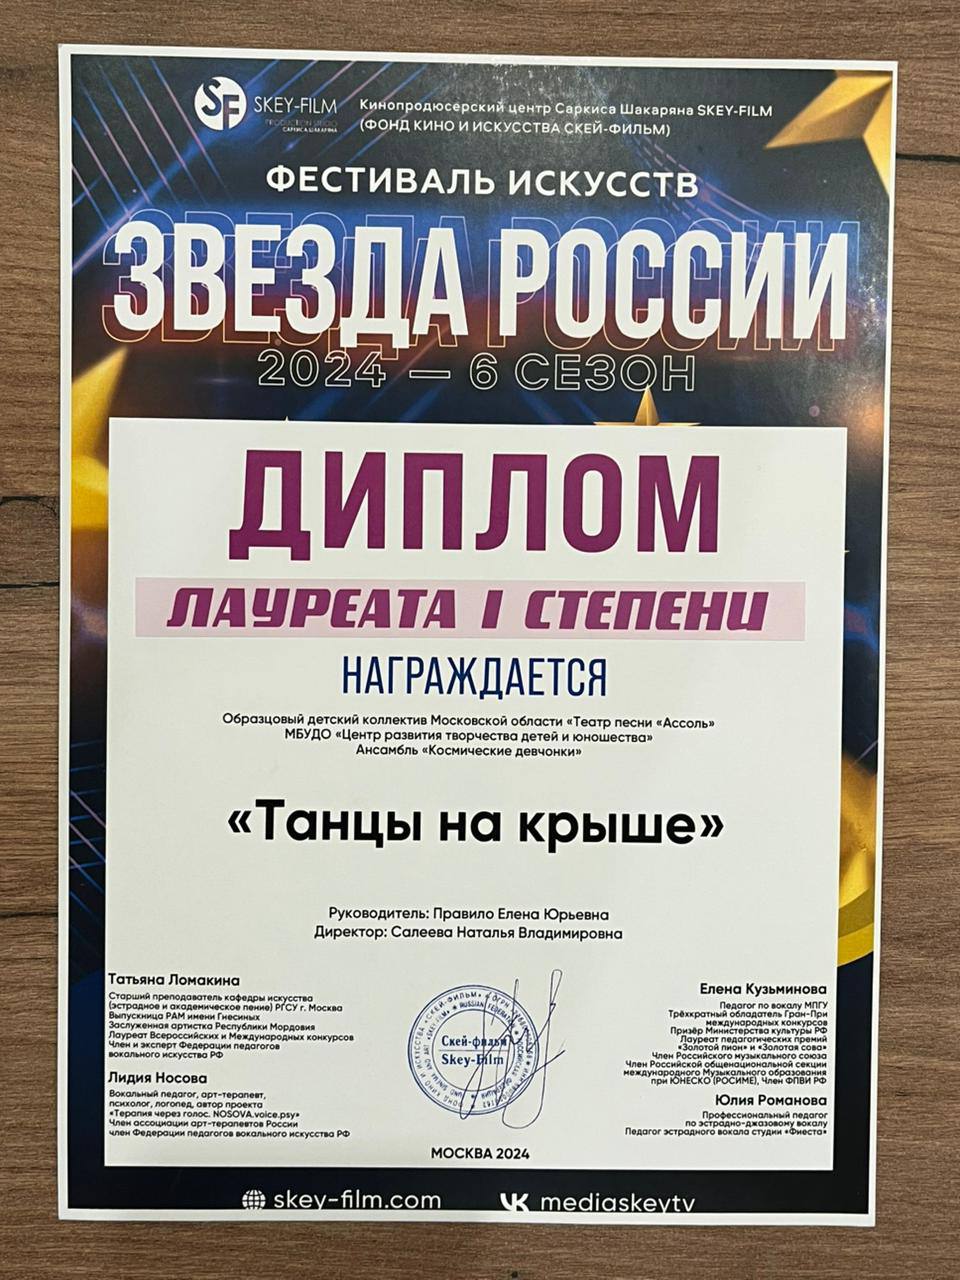 SF SKEY-FILM
PRODUCTION STUDIO
САРКИСА ШАКАРЯНА
Кинопродюсерский центр Саркиса Шакаряна SKEY-FILM
(ФОНД КИНО И ИСКУССТВА СКЕЙ-ФИЛЬМ)
ФЕСТИВАЛЬ ИСКУССТВ
ЗВЕЗДА РОССИИ
2024 — 6 СЕЗОН
ДИПЛОМ
ЛАУРЕАТА I СТЕПЕНИ
НАГРАЖДАЕТСЯ
Образцовый детский коллектив Московской области «Театр песни «Ассоль»
МБУДО «Центр развития творчества детей и юношества»
Ансамбль «Космические девчонки»
«Танцы на крыше»
Руководитель: Правило Елена Юрьевна
Директор: Салеева Наталья Владимировна
Татьяна Ломакина
Старший преподаватель кафедры искусства
(эстрадное и академическое пение) РГСУ г. Москва
Выпускница РАМ имени Гнесиных
Заслуженная артистка Республики Мордовия
Лауреат Всероссийских и Международных конкурсов
Член и эксперт Федерации педагогов
вокального искусства РФ
Лидия Носова
Вокальный педагог, арт-терапевт,
психолог, логопед, автор проекта
«Терапия через голос. NOSOVA.voice.psy»
Член ассоциации арт-терапевтов России
член Федерации педагогов вокального искусства РФ
Скей-фильм
Skey-Film
Елена Кузьминова
Педагог по вокалу МПГУ
Трёхкратный обладатель Гран-При
международных конкурсов
Призёр Министерства культуры РФ
Лауреат педагогических премий
«Золотой лион» и «Золотая сова»
Член Российского музыкального союза
Член Российской общенациональной секции
международного Музыкального образования
при ЮНЕСКО (РОСИМЕ), Член ФПВИ РФ
Юлия Романова
Профессиональный педагог
по эстрадно-джазовому вокалу
Педагог эстрадного вокала студии «Фиеста»
МОСКВА 2024
skey-film.com
mediaskeytv